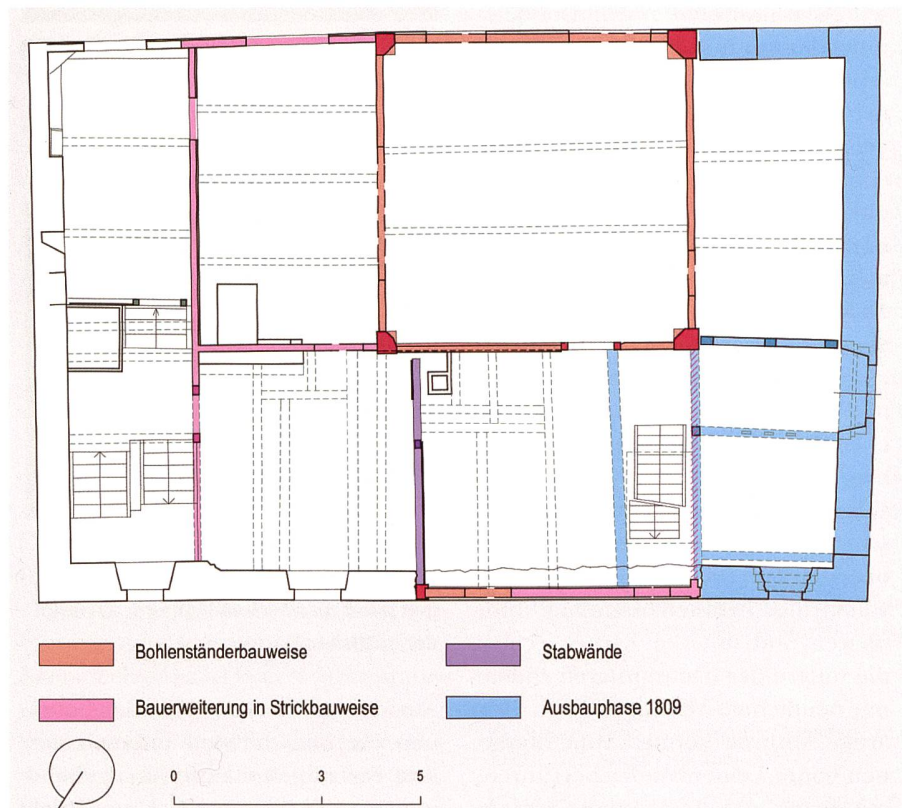 Bohlenständerbauweise
Stabwände
Bauerweiterung in Strickbauweise
Ausbauphase 1809
0 3 5